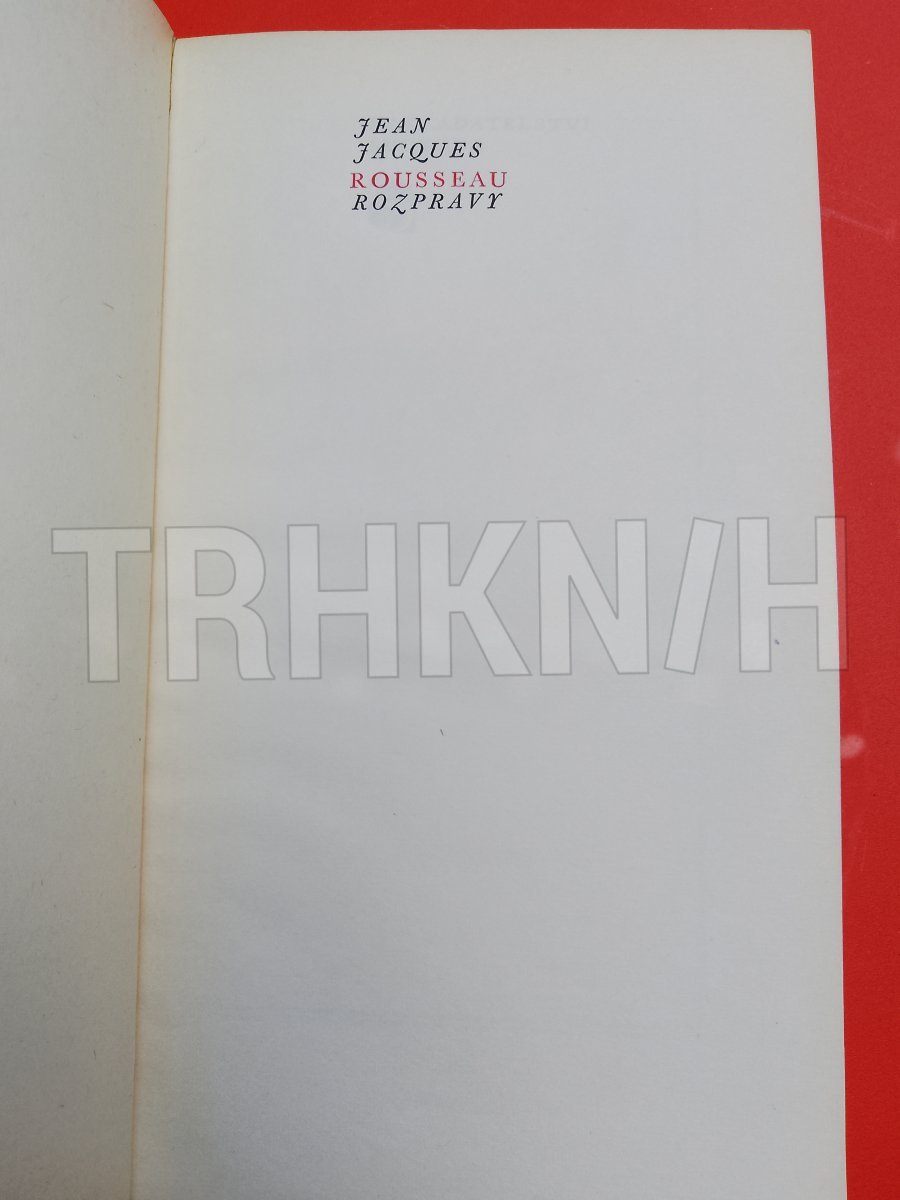 JEAN
JACQUES
ROUSSEAU
ROZPRAVY
TRHKNIH